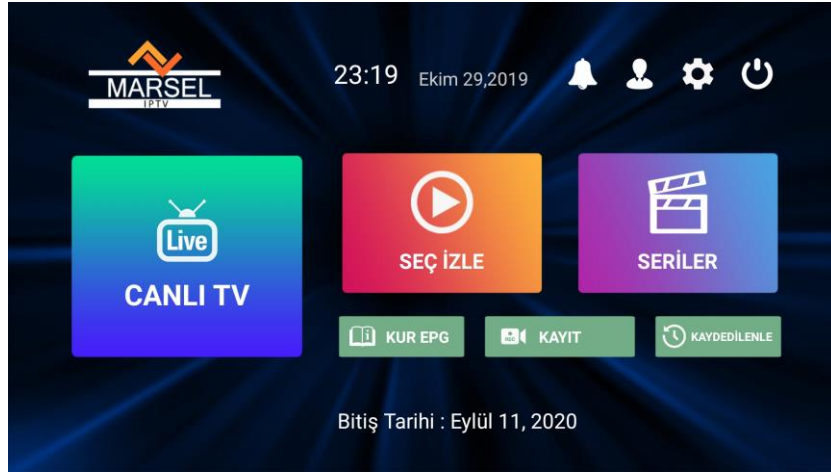 MARSEL
IPTV
23:19 Ekim 29,2019
Live
CANLI TV
SEÇ İZLE
SERİLER
KUR EPG
REC
KAYIT
KAYDEDİLENLE
Bitiş Tarihi : Eylül 11, 2020